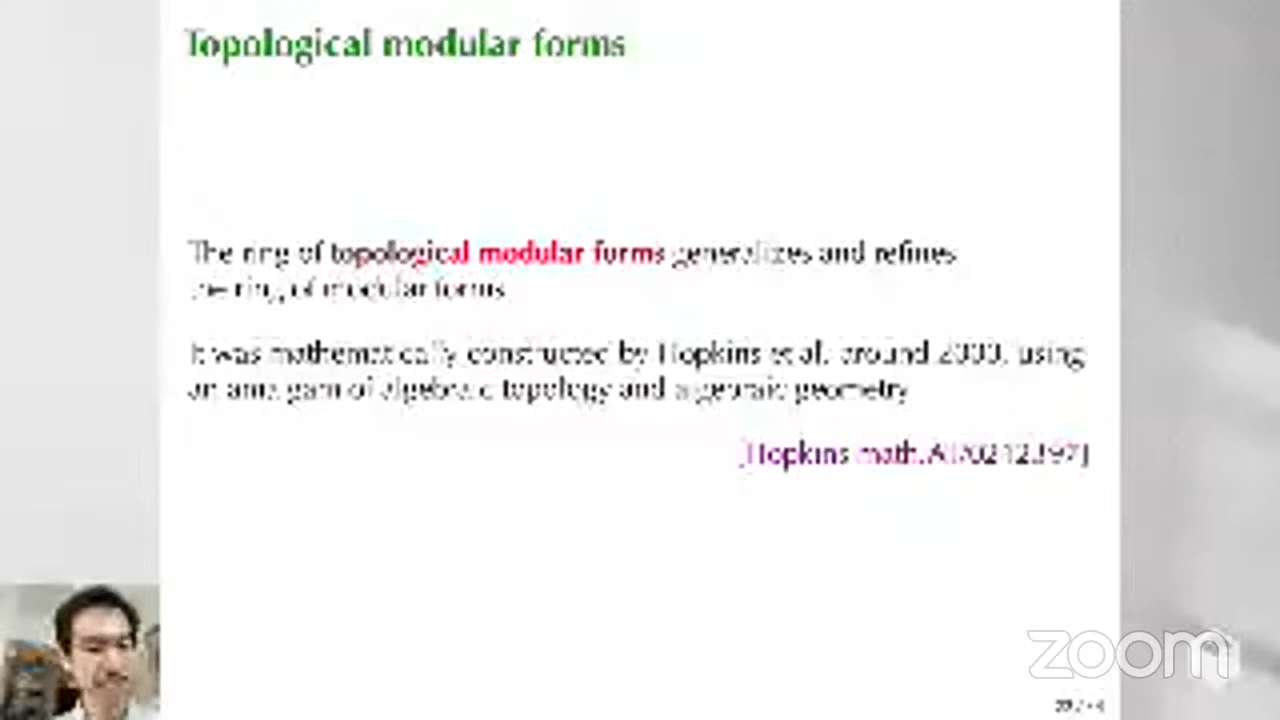 Topological modular forms
The ring of topological modular forms generalizes and refines
the ring of modular forms
It was mathematically constructed by Hopkins et al. around 2000, using
an amalgam of algebraic topology and algebraic geometry
[Hopkins math.AT/0212397]
zoom